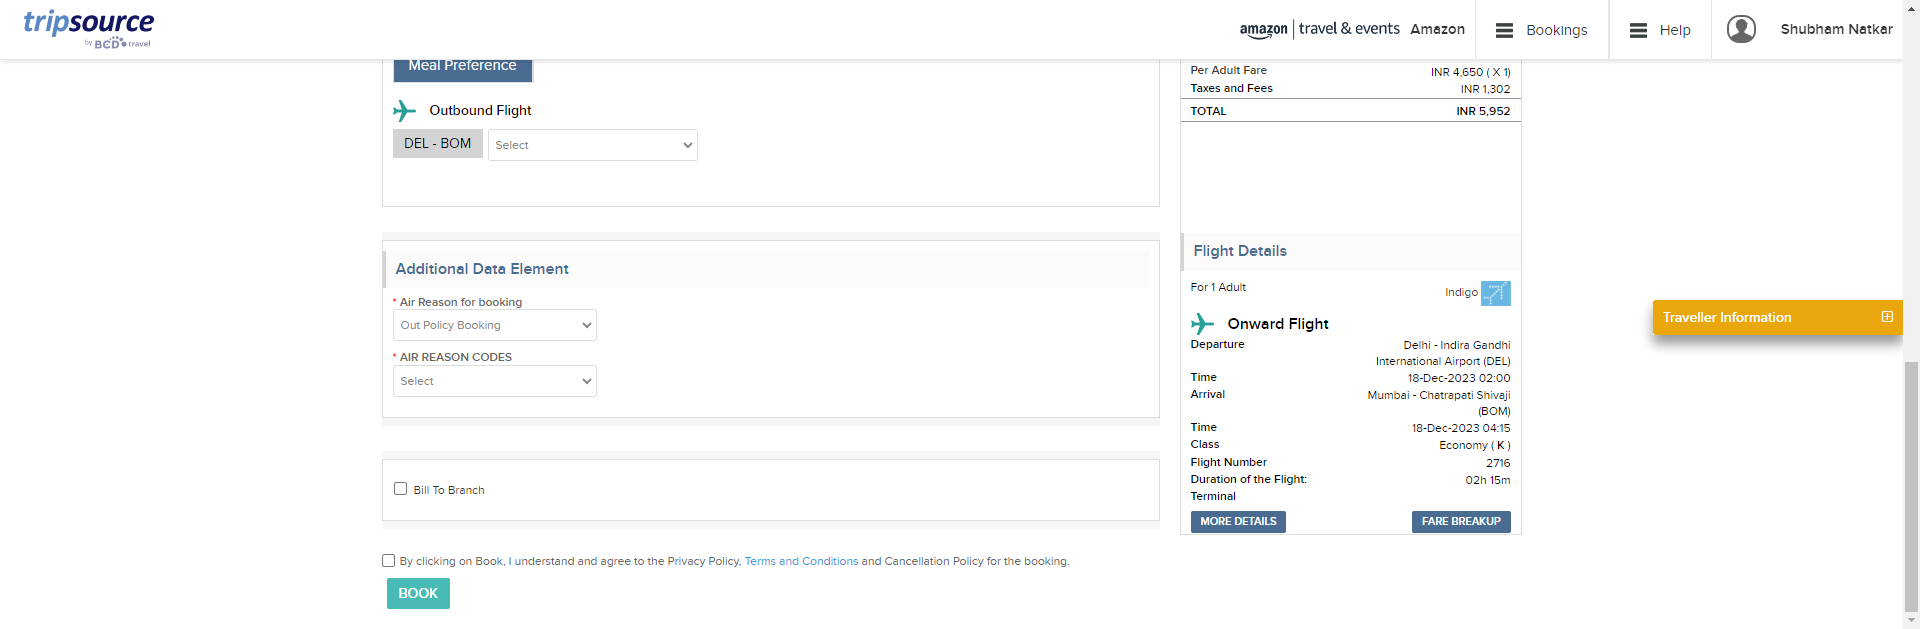 tripsource
by BCD travel
amazon | travel & events Amazon
Bookings
Help
Shubham Natkar
Meal Preference
Outbound Flight
DEL - BOM
Select
Additional Data Element
* Air Reason for booking
Out Policy Booking
* AIR REASON CODES
Select
Bill To Branch
By clicking on Book, I understand and agree to the Privacy Policy, Terms and Conditions and Cancellation Policy for the booking.
BOOK
Per Adult Fare INR 4,650 ( X 1)
Taxes and Fees INR 1,302
TOTAL INR 5,952
Flight Details
For 1 Adult Indigo
Onward Flight
Departure Delhi - Indira Gandhi
International Airport (DEL)
Time 18-Dec-2023 02:00
Arrival Mumbai - Chatrapati Shivaji
(BOM)
Time 18-Dec-2023 04:15
Class Economy ( K )
Flight Number 2716
Duration of the Flight: 02h 15m
Terminal
MORE DETAILS FARE BREAKUP
Traveller Information